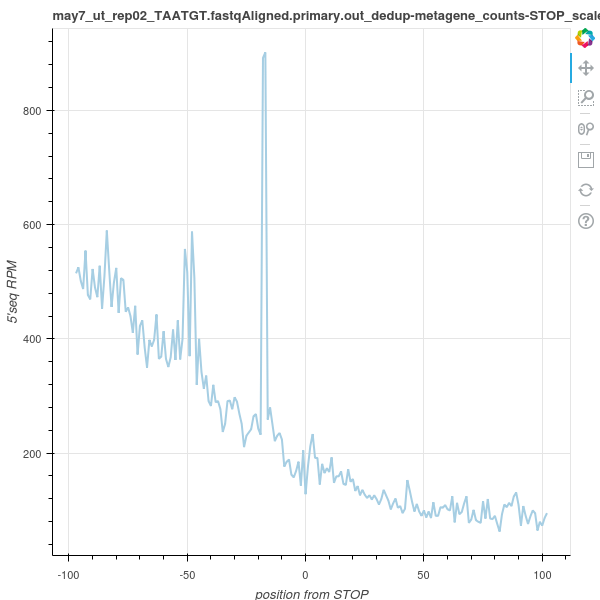 may7_ut_rep02_TAATGT.fastqAligned.primary.out_dedup-metagene_counts-STOP_scale
800
600
400
200
5'seq RPM
-100 -50 0 50 100
position from STOP